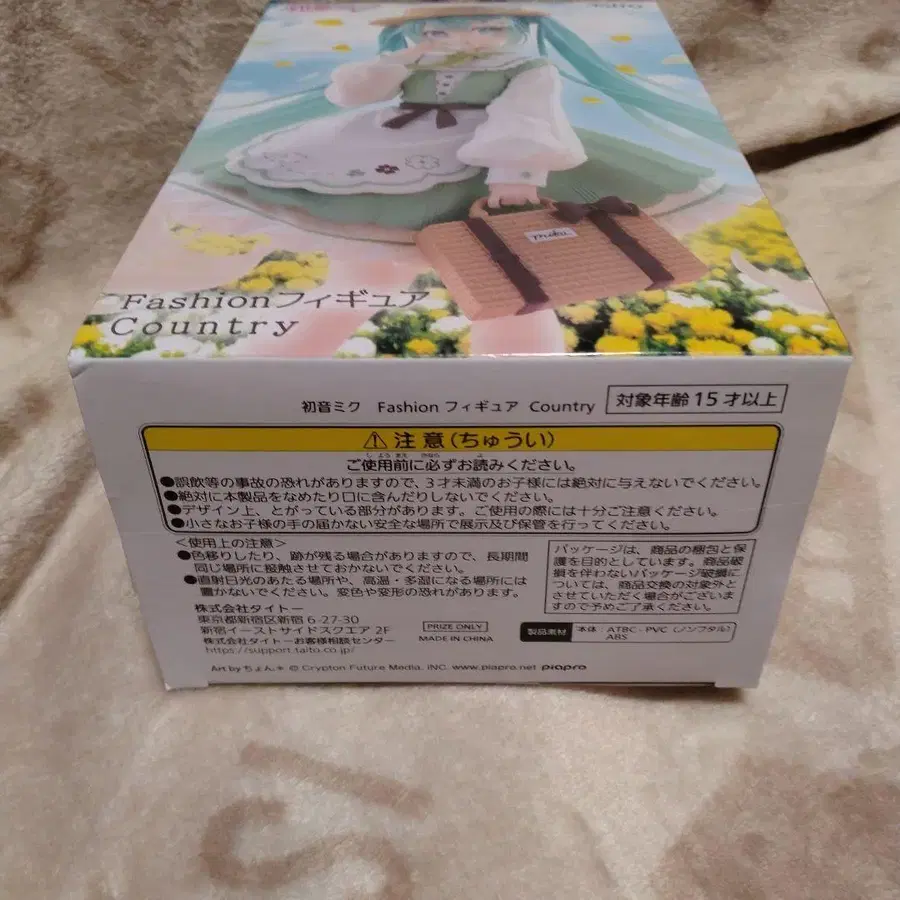 miku.
Fashionフィギュア
Country
初音ミク Fashion フィギュア Country
対象年齢 15 才以上
⚠ 注意(ちゅうい)
ご使用前に必ずお読みください。
●誤飲等の事故の恐れがありますので、3才未満のお子様には絶対に与えないでください。
●絶対に本製品をなめたり口に含んだりしないでください。
●デザイン上、とがっている部分があります。ご使用の際には十分ご注意ください。
●小さなお子様の手の届かない安全な場所で展示及び保管を行ってください。
<使用上の注意>
●色移りしたり、跡が残る場合がありますので、長期間
同じ場所に接触させておかないでください。
●直射日光のあたる場所や、高温・多湿になる場所には
置かないでください。変色や変形の恐れがあります。
パッケージは、商品の梱包と保
護を目的としています。商品破
損を伴わないパッケージ破損に
ついては、商品交換の対象外と
させていただく場合がございま
すので予めご了承ください。
株式会社タイトー
東京都新宿区新宿 6-27-30
新宿イーストサイドスクエア 2F
株式会社タイトーお客様相談センター
https://support.taito.co.jp/
PRIZE ONLY
MADE IN CHINA
製品素材
本体:ATBC-PVC(ノンフタル)
ABS
Art by ちょん* © Crypton Future Media, INC. www.piapro.net piapro